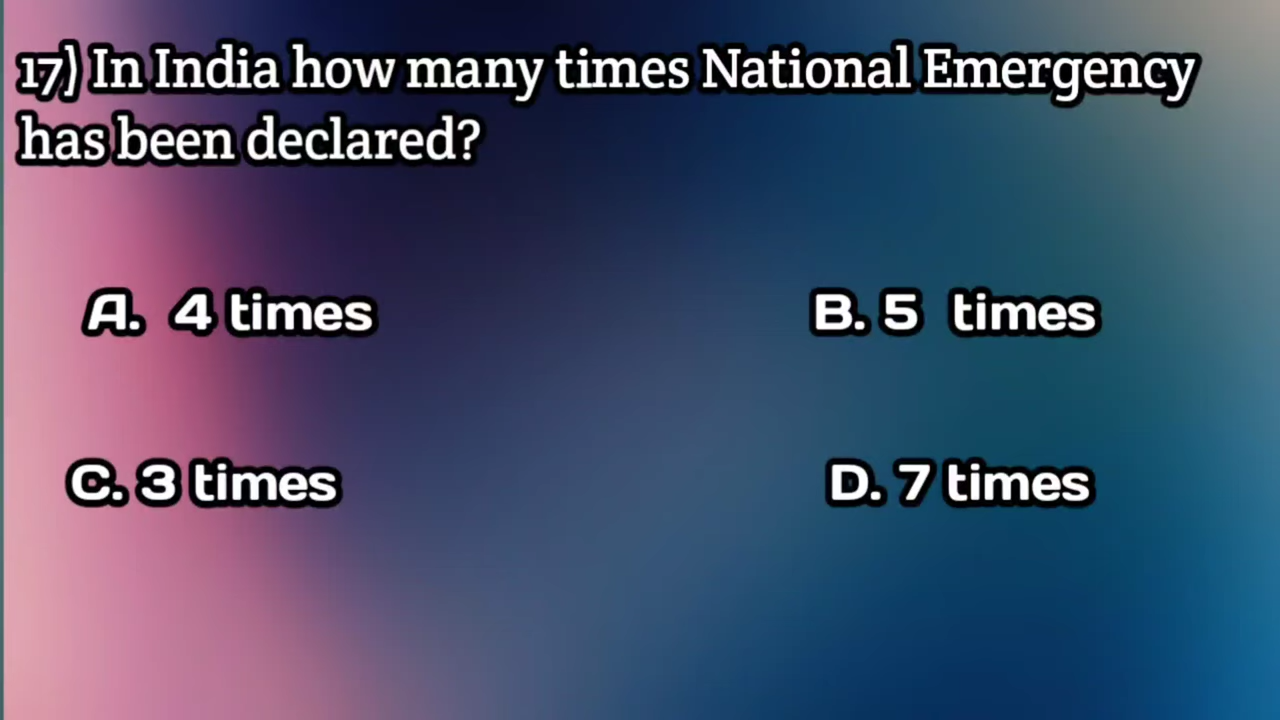 17) In India how many times National Emergency
has been declared?
A. 4 times
B. 5 times
C. 3 times
D. 7 times